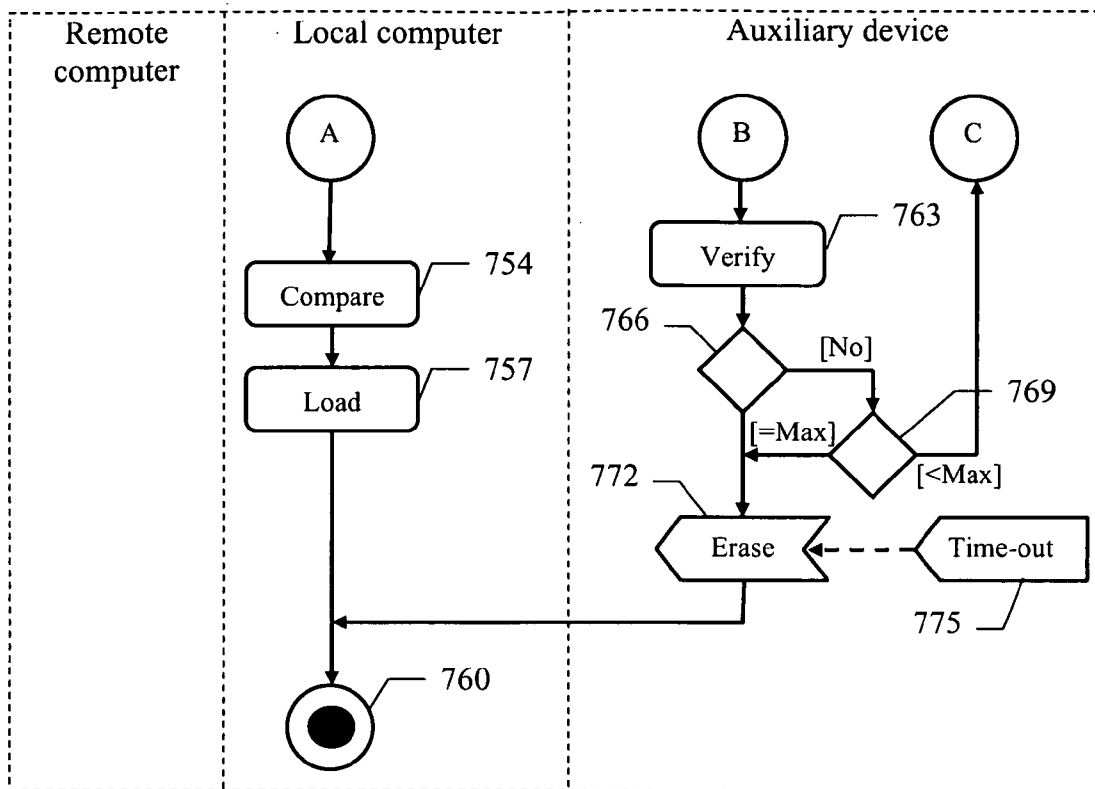 Remote
computer
Local computer
Auxiliary device
A
B
C
763
Verify
754
Compare
766
[No]
757
Load
769
[=Max]
[<Max]
772
Erase
Time-out
775
760